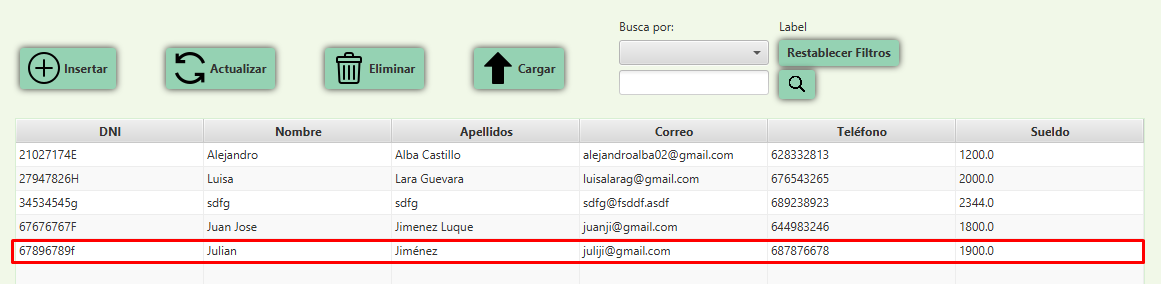 Busca por: Label
Insertar Actualizar Eliminar Cargar Restablecer Filtros
DNI Nombre Apellidos Correo Teléfono Sueldo
21027174E Alejandro Alba Castillo alejandroalba02@gmail.com 628332813 1200.0
27947826H Luisa Lara Guevara luisalarag@gmail.com 676543265 2000.0
34534545g sdfg sdfg sdfg@fsddf.asdf 689238923 2344.0
67676767F Juan Jose Jimenez Luque juanji@gmail.com 644983246 1800.0
67896789f Julian Jiménez juliji@gmail.com 687876678 1900.0